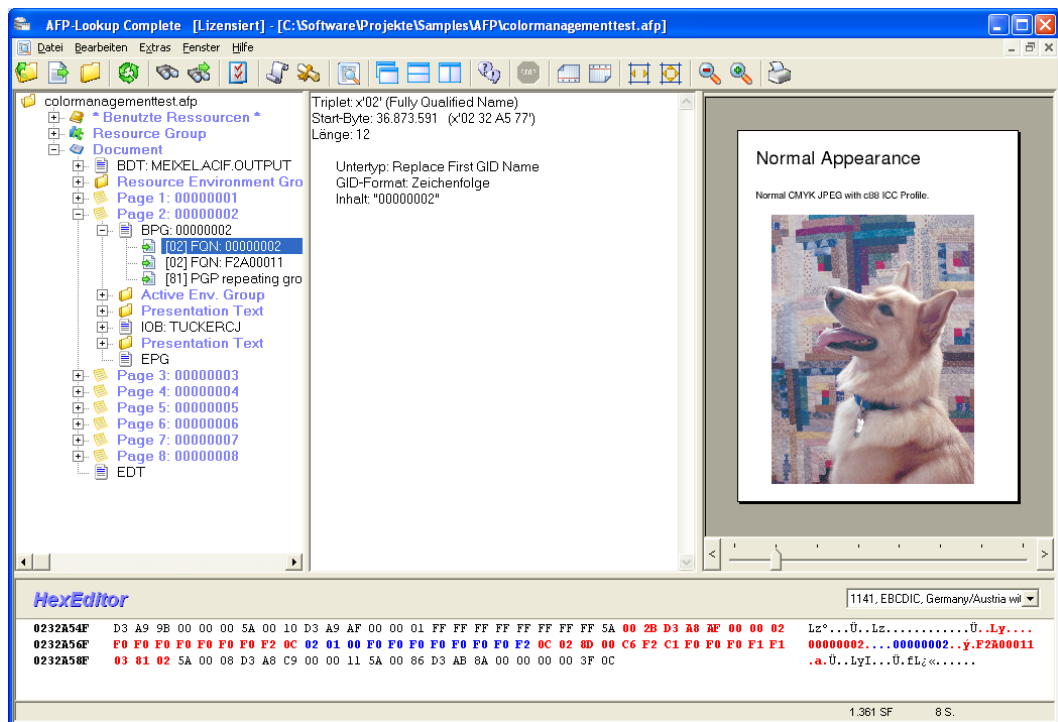 AFP-Lookup Complete [Lizensiert] - [C:\Software\Projekte\Samples\AFP\colormanagementtest.afp]
Datei Bearbeiten Extras Fenster Hilfe
colormanagementtest.afp
* Benutzte Ressourcen *
Resource Group
Document
BDT: MEIXEL.ACIF.OUTPUT
Resource Environment Gro
Page 1: 00000001
Page 2: 00000002
BPG: 00000002
[02] FQN: 00000002
[02] FQN: F2A00011
[81] PGP repeating gro
Active Env. Group
Presentation Text
IOB: TUCKERCJ
Presentation Text
EPG
Page 3: 00000003
Page 4: 00000004
Page 5: 00000005
Page 6: 00000006
Page 7: 00000007
Page 8: 00000008
EDT
Triplet: x'02' (Fully Qualified Name)
Start-Byte: 36.873.591 (x'02 32 A5 77')
Länge: 12
Untertyp: Replace First GID Name
GID-Format: Zeichenfolge
Inhalt: "00000002"
Normal Appearance
Normal CMYK JPEG with c88 ICC Profile.
HexEditor
1141, EBCDIC, Germany/Austria wil
0232A54F D3 A9 9B 00 00 00 5A 00 10 D3 A9 AF 00 00 01 FF FF FF FF FF FF FF FF 5A 00 2B D3 A8 AF 00 00 02 Lz°...Ü..Lz...........Ü..Ly....
0232A56F F0 F0 F0 F0 F0 F0 F0 F2 0C 02 01 00 F0 F0 F0 F0 F0 F0 F0 F2 0C 02 8D 00 C6 F2 C1 F0 F0 F0 F1 F1 00000002....00000002..ý.F2A00011
0232A58F 03 81 02 5A 00 08 D3 A8 C9 00 00 11 5A 00 86 D3 AB 8A 00 00 00 00 3F 0C .a.Ü..LyI...Ü.fL¿«......
1.361 SF 8 S.